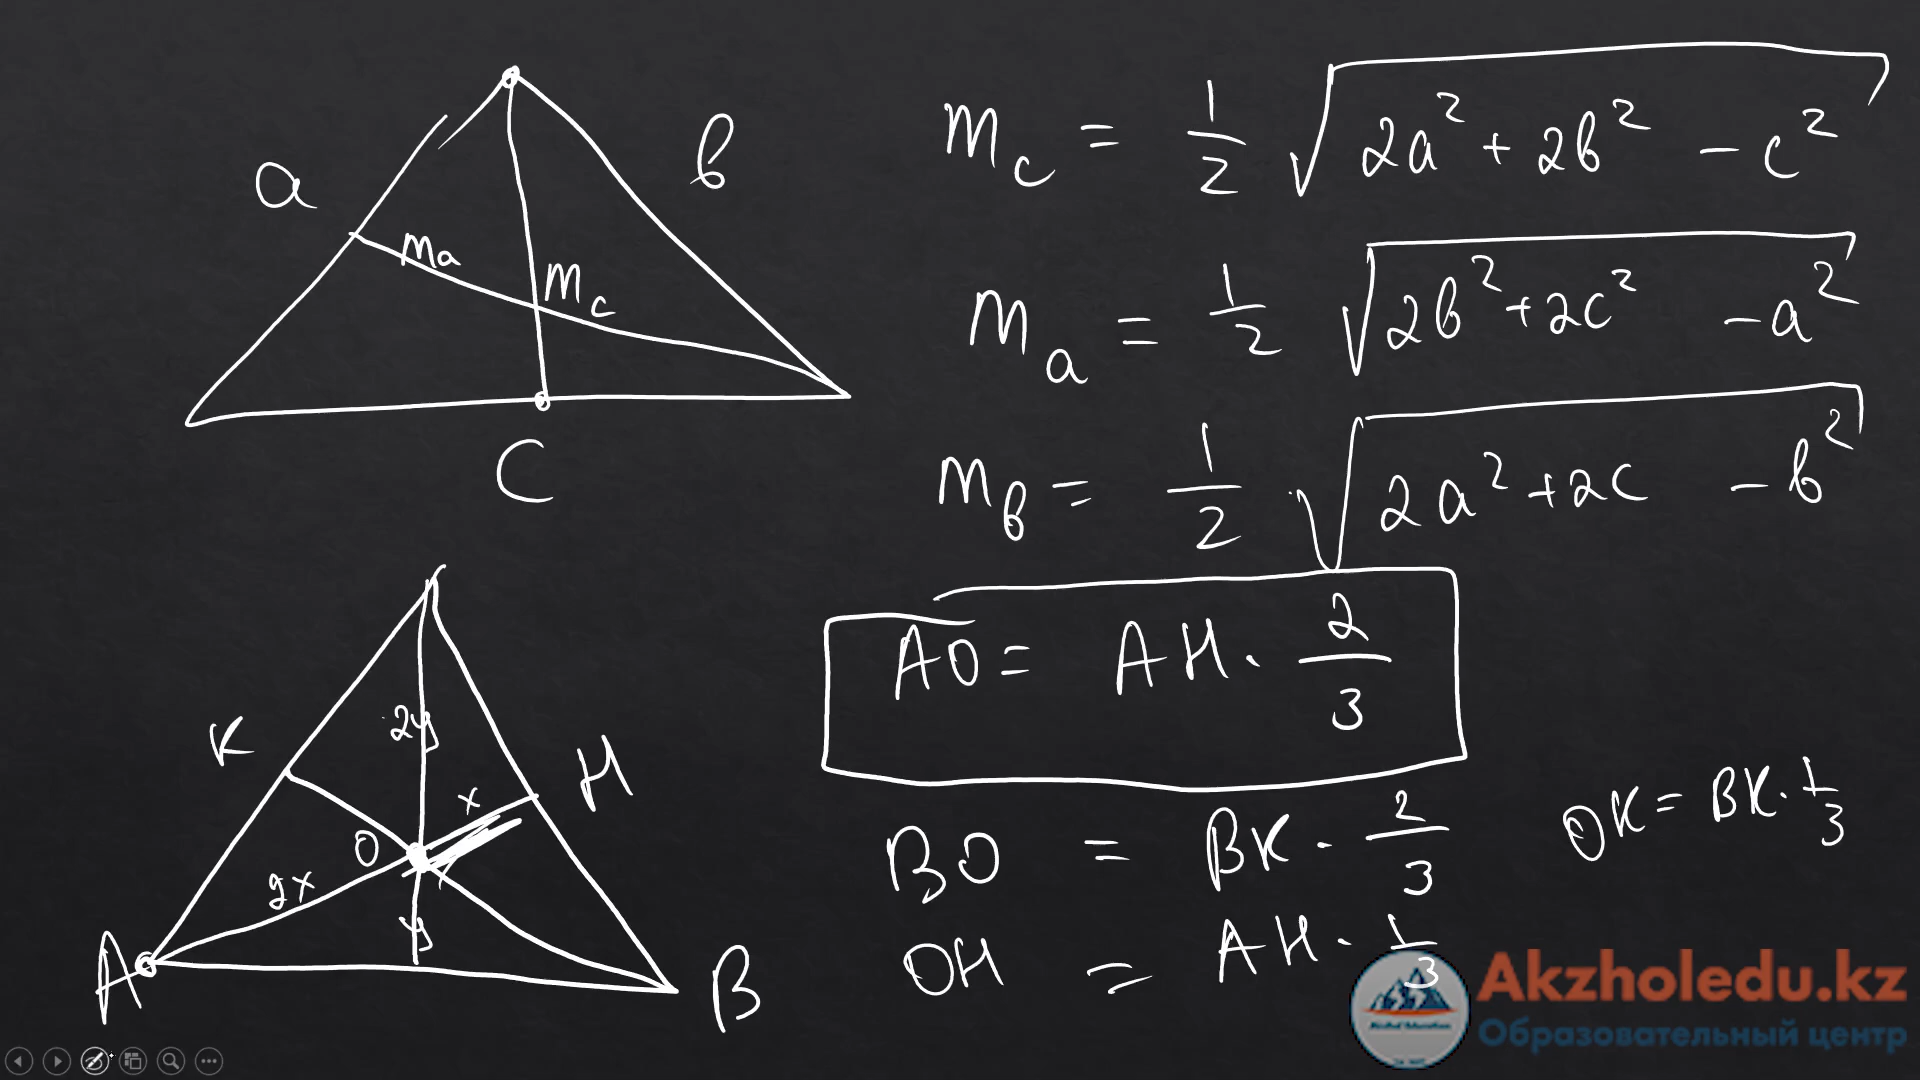 a
в
m_a
m_c
c
m_c = 1/2 √(2a² + 2в² - c²)
m_a = 1/2 √(2в² + 2c² - a²)
m_в = 1/2 √(2a² + 2c - в²)
K
2y
H
x
O
2x
y
A
B
AO = AH · 2/3
BO = BK · 2/3
OK = BK · 1/3
OH = AH · 1/3
Akzholedu.kz
Образовательный центр